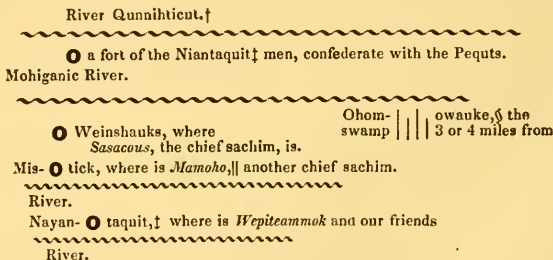 River Qunnihticut.†
O a fort of the Niantaquit‡ men, confederate with the Pequts.
Mohiganic River.
Ohom- |||| owauke,§ the
O Weinshauks, where swamp |||| 3 or 4 miles from
Sasacous, the chief sachim, is.
Mis- O tick, where is Mamoho,|| another chief sachim.
River.
Nayan- O taquit,‡ where is Wepiteammok and our friends
River.